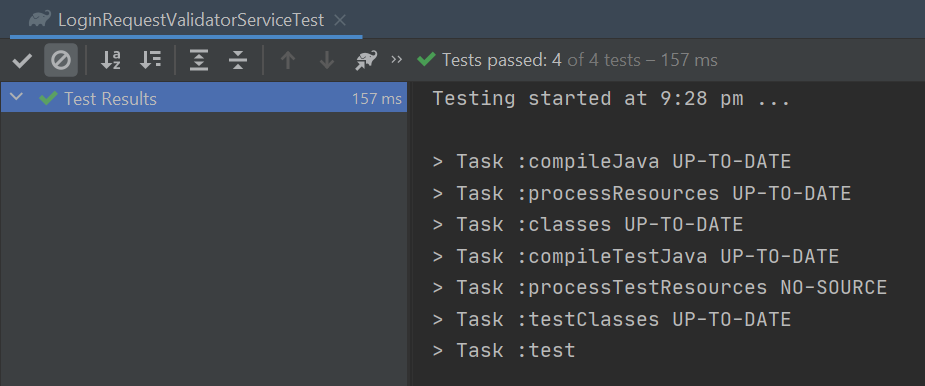 LoginRequestValidatorServiceTest
Tests passed: 4 of 4 tests – 157 ms
Test Results 157 ms
Testing started at 9:28 pm ...
> Task :compileJava UP-TO-DATE
> Task :processResources UP-TO-DATE
> Task :classes UP-TO-DATE
> Task :compileTestJava UP-TO-DATE
> Task :processTestResources NO-SOURCE
> Task :testClasses UP-TO-DATE
> Task :test